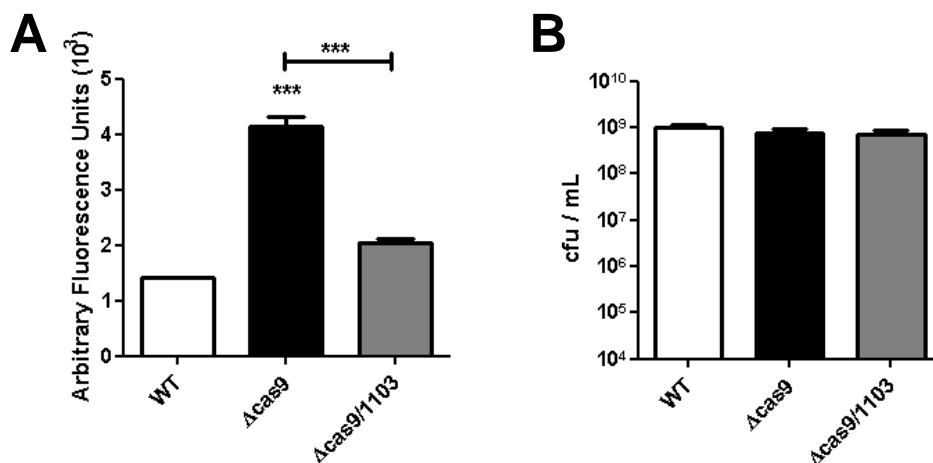 A
Arbitrary Fluorescence Units (10³)
5
4
3
2
1
0
***
***
WT
Δcas9
Δcas9/1103
B
cfu / mL
10¹⁰
10⁹
10⁸
10⁷
10⁶
10⁵
10⁴
WT
Δcas9
Δcas9/1103